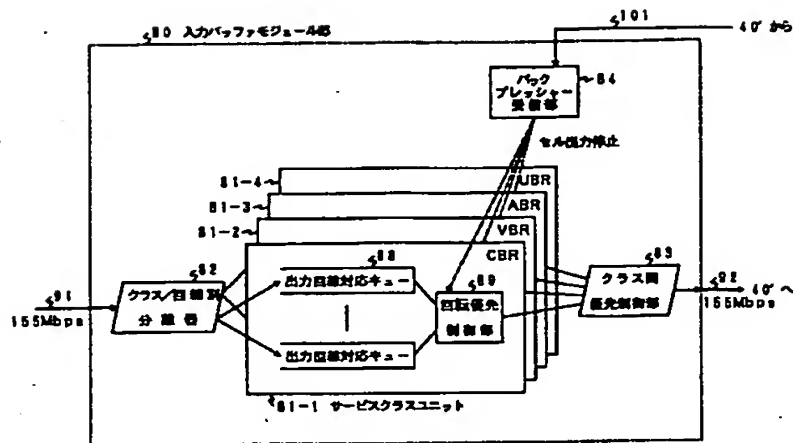 80 入力バッファモジュール部
101
40' から
バック
プレッシャー
受信部
84
セル出力停止
81-4
UBR
81-3
ABR
81-2
VBR
CBR
91
155Mbps
82
クラス/回線別
分離器
88
出力回線対応キュー
出力回線対応キュー
89
回転優先
制御部
83
クラス間
優先制御部
92
40' へ
155Mbps
81-1 サービスクラスユニット